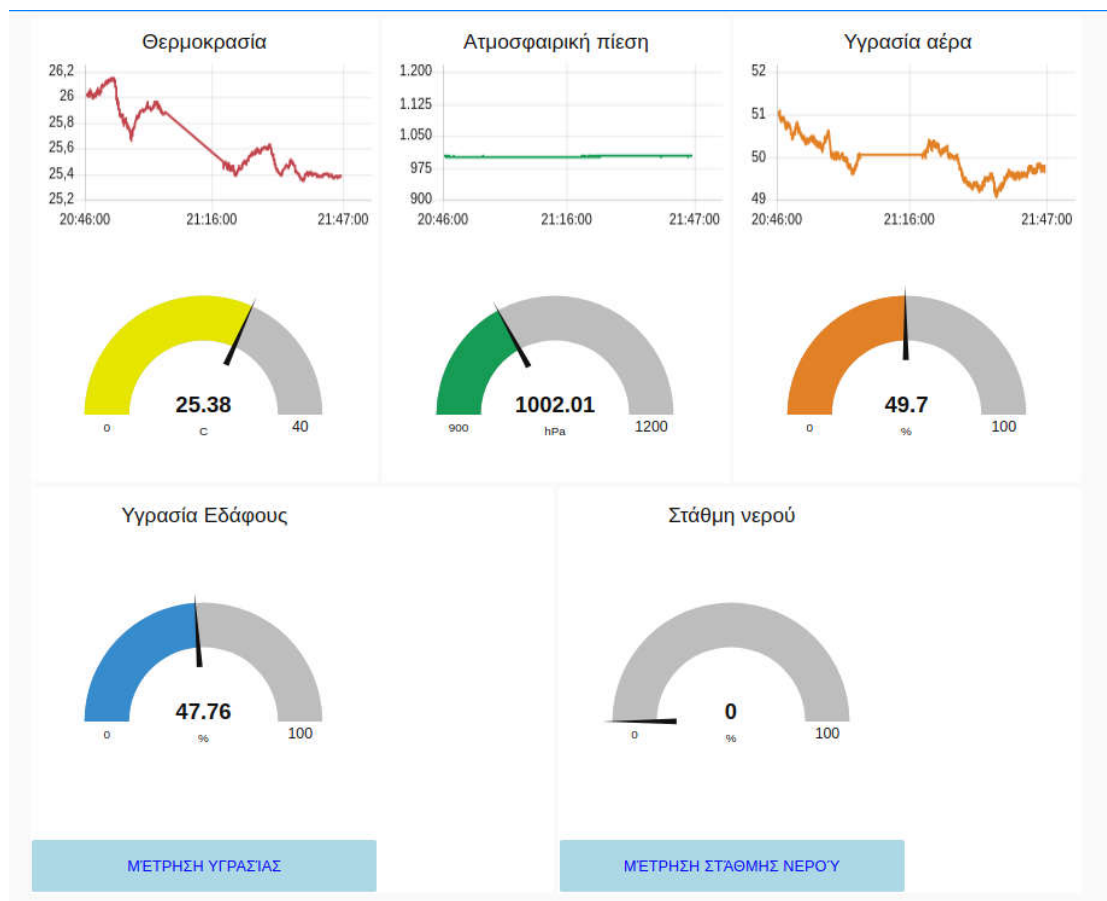 Θερμοκρασία
26,2
26
25,8
25,6
25,4
25,2
20:46:00 21:16:00 21:47:00
25.38
0 C 40
Ατμοσφαιρική πίεση
1.200
1.125
1.050
975
900
20:46:00 21:16:00 21:47:00
1002.01
900 hPa 1200
Υγρασία αέρα
52
51
50
49
20:46:00 21:16:00 21:47:00
49.7
0 % 100
Υγρασία Εδάφους
47.76
0 % 100
ΜΈΤΡΗΣΗ ΥΓΡΑΣΊΑΣ
Στάθμη νερού
0
0 % 100
ΜΈΤΡΗΣΗ ΣΤΆΘΜΗΣ ΝΕΡΟΎ